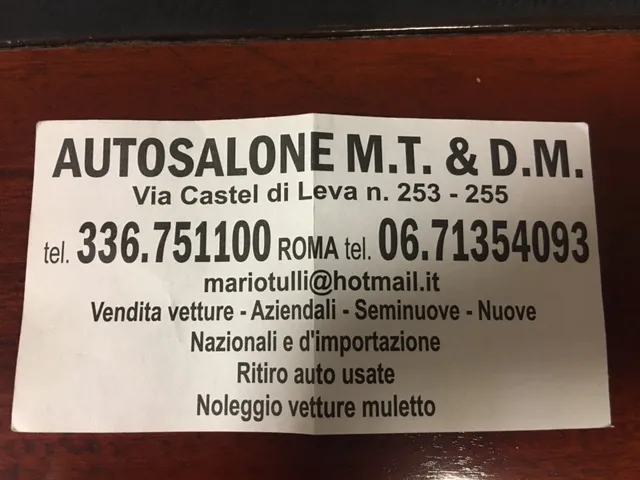 AUTOSALONE M.T. & D.M.
Via Castel di Leva n. 253 - 255
tel. 336.751100 ROMA tel. 06.71354093
mariotulli@hotmail.it
Vendita vetture - Aziendali - Seminuove - Nuove
Nazionali e d'importazione
Ritiro auto usate
Noleggio vetture muletto